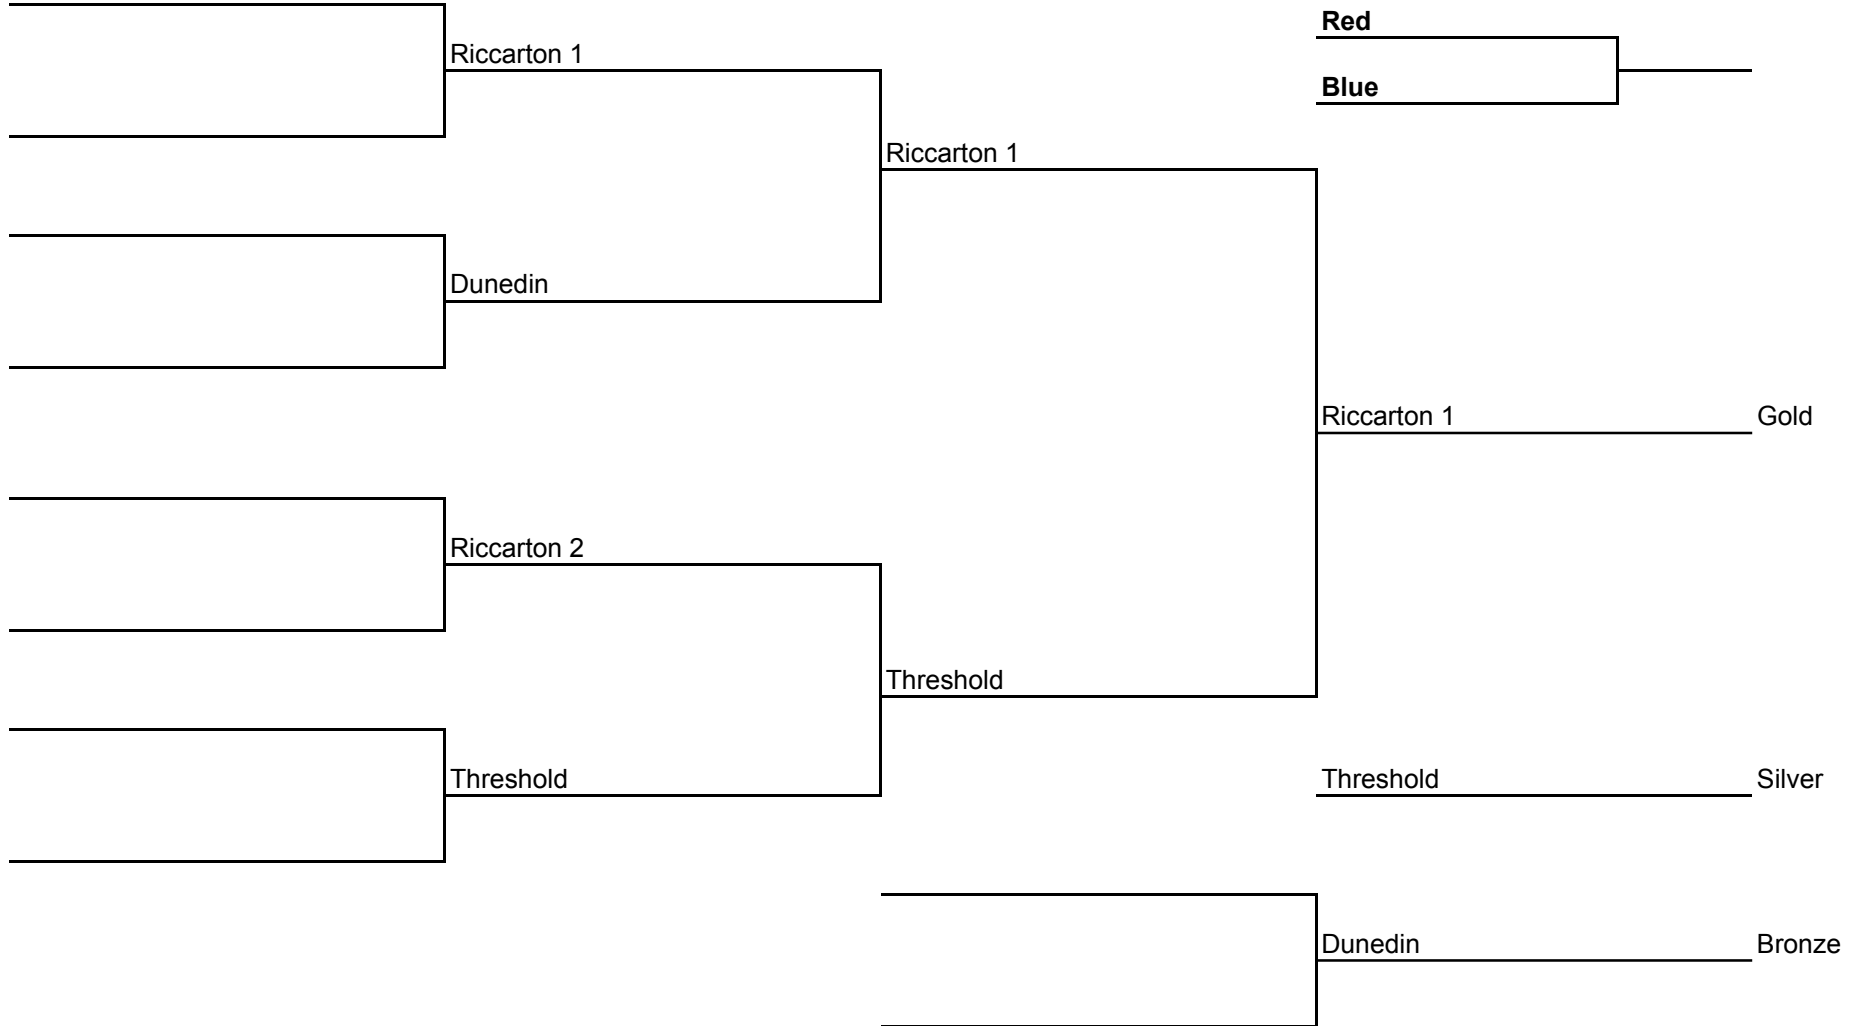 Red
Riccarton 1
Blue
Riccarton 1
Dunedin
Riccarton 1 Gold
Riccarton 2
Threshold
Threshold Threshold Silver
Dunedin Bronze